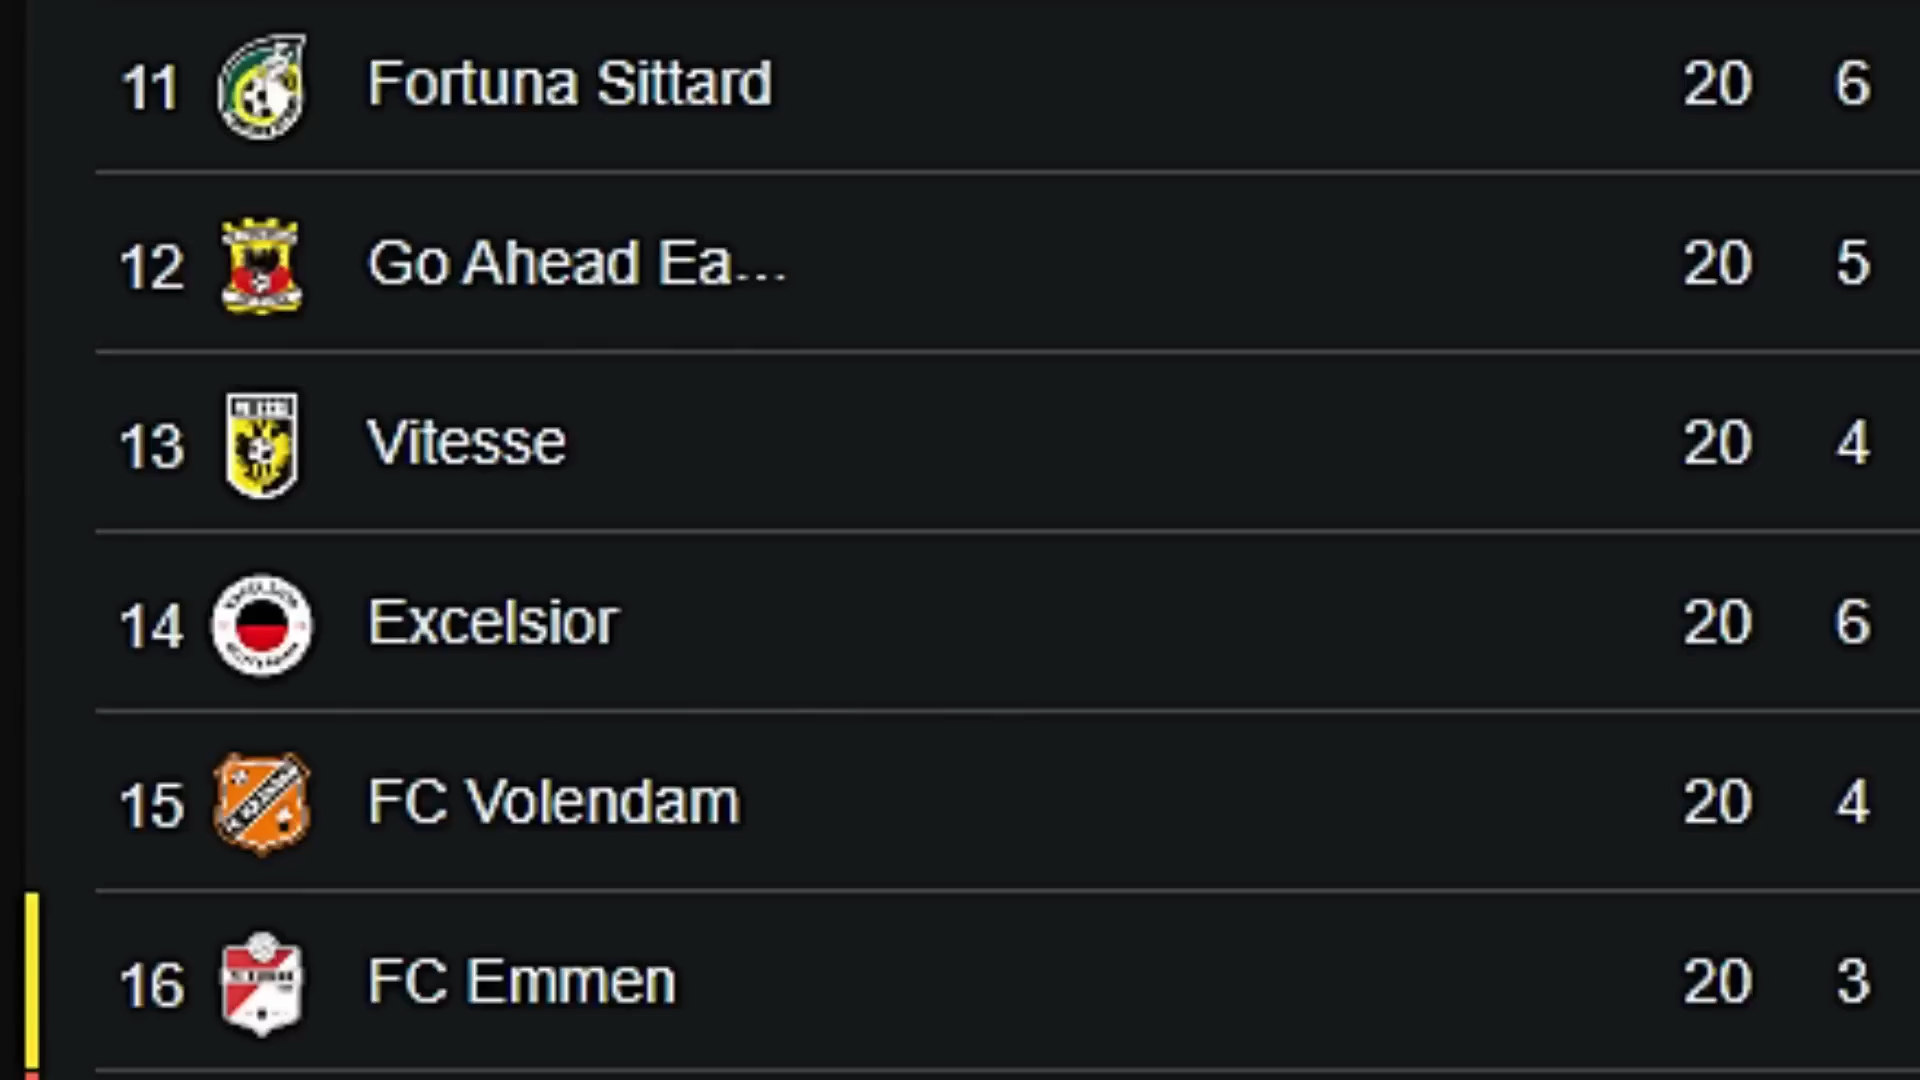 11 Fortuna Sittard 20 6
12 Go Ahead Ea... 20 5
13 Vitesse 20 4
14 Excelsior 20 6
15 FC Volendam 20 4
16 FC Emmen 20 3